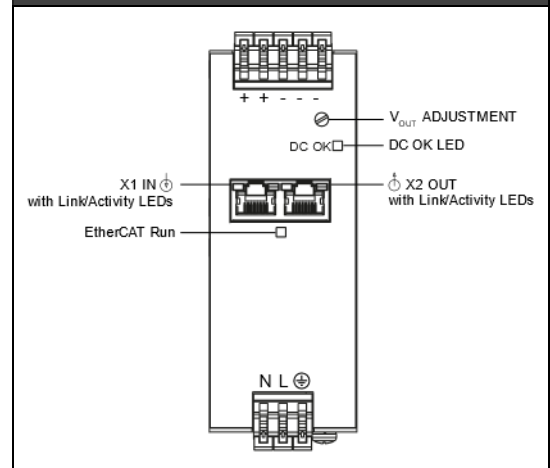 + + - - -
V_OUT ADJUSTMENT
DC OK DC OK LED
X1 IN X2 OUT
with Link/Activity LEDs with Link/Activity LEDs
EtherCAT Run
N L